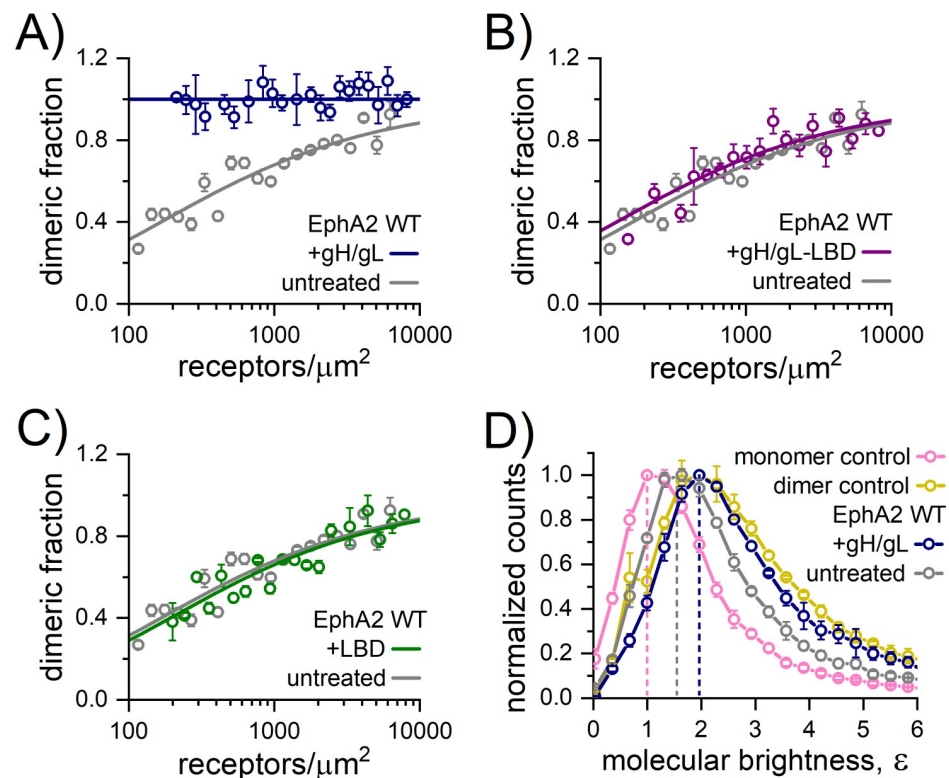 A)
1.2
0.8
0.4
0.0
dimeric fraction
EphA2 WT
+gH/gL
untreated
100
1000
10000
receptors/μm²
B)
1.2
0.8
0.4
0.0
dimeric fraction
EphA2 WT
+gH/gL-LBD
untreated
100
1000
10000
receptors/μm²
C)
1.2
0.8
0.4
0.0
dimeric fraction
EphA2 WT
+LBD
untreated
100
1000
10000
receptors/μm²
D)
monomer control
dimer control
EphA2 WT
+gH/gL
untreated
1.0
0.8
0.6
0.4
0.2
0.0
normalized counts
0
1
2
3
4
5
6
molecular brightness, ε